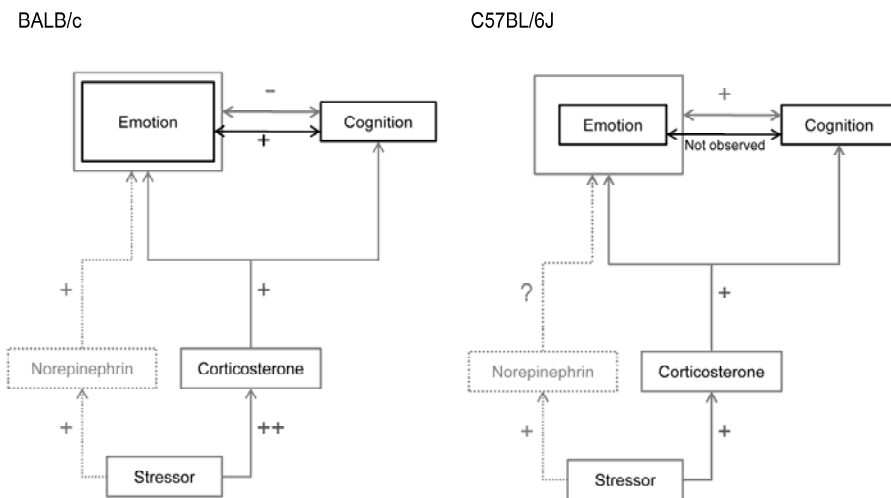 BALB/c
C57BL/6J
-
+
Emotion
Cognition
+
+
Emotion
Cognition
Not observed
+
+
?
+
Norepinephrin
Corticosterone
Norepinephrin
Corticosterone
+
++
+
+
Stressor
Stressor